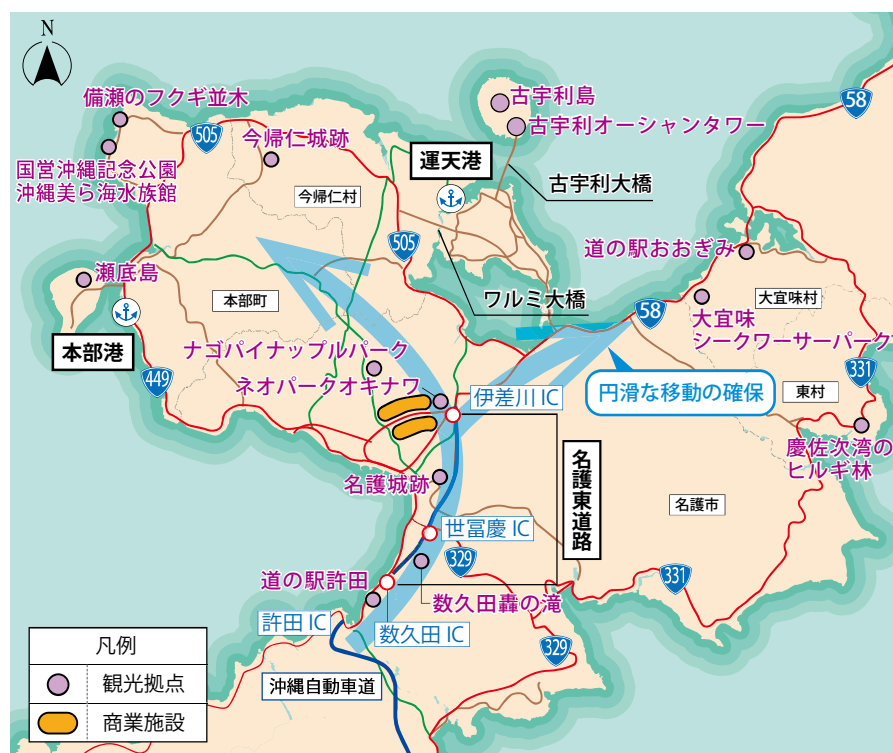 N
備瀬のフクギ並木
505
今帰仁城跡
国営沖縄記念公園
沖縄美ら海水族館
今帰仁村
運天港
古宇利島
古宇利オーシャンタワー
古宇利大橋
58
505
道の駅おおぎみ
瀬底島
本部町
ワルミ大橋
58
大宜味村
大宜味
シークヮーサーパーク
本部港
449
ナゴパイナップルパーク
ネオパークオキナワ
伊差川 IC
円滑な移動の確保
331
東村
慶佐次湾の
ヒルギ林
名護城跡
名護東道路
名護市
世冨慶 IC
329
331
道の駅許田
数久田轟の滝
許田 IC
数久田 IC
329
沖縄自動車道
凡例
観光拠点
商業施設